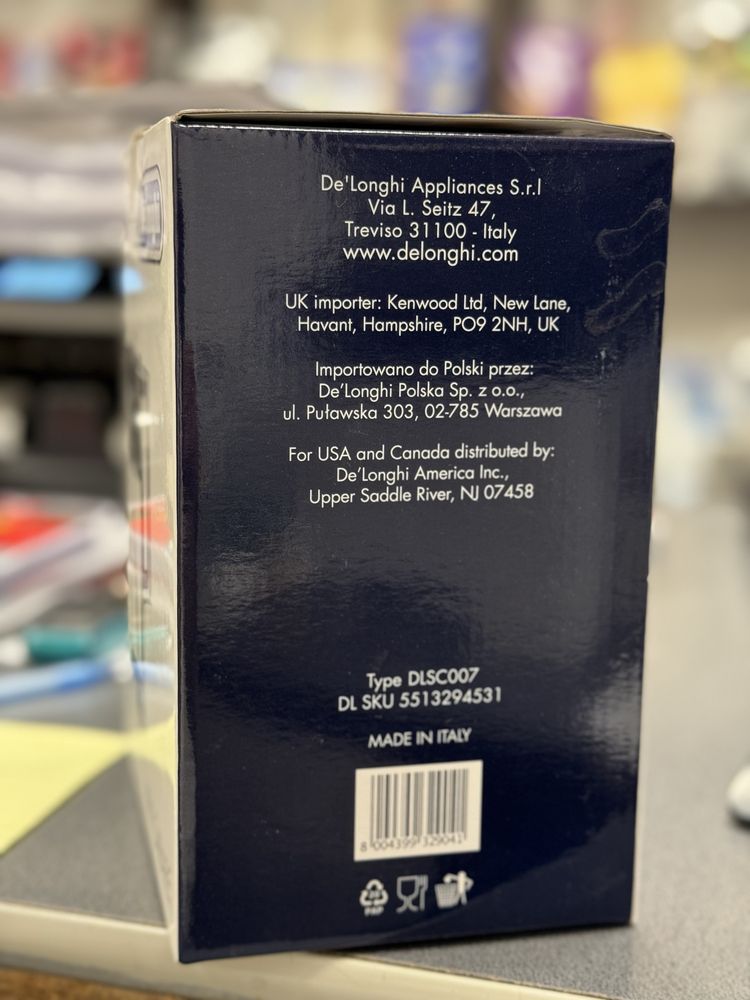 De'Longhi Appliances S.r.l
Via L. Seitz 47,
Treviso 31100 - Italy
www.delonghi.com
UK importer: Kenwood Ltd, New Lane,
Havant, Hampshire, PO9 2NH, UK
Importowano do Polski przez:
De'Longhi Polska Sp. z o.o.,
ul. Puławska 303, 02-785 Warszawa
For USA and Canada distributed by:
De'Longhi America Inc.,
Upper Saddle River, NJ 07458
Type DLSC007
DL SKU 5513294531
MADE IN ITALY
8 004399 329041
PAP